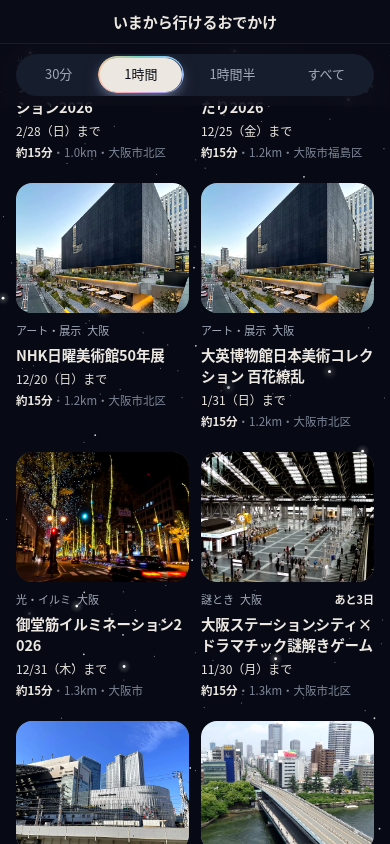 いまから行けるおでかけ
30分
1時間
1時間半
すべて
ション2026
2/28（日）まで
約15分・1.0km・大阪市北区
たり2026
12/25（金）まで
約15分・1.2km・大阪市福島区
アート・展示 大阪
NHK日曜美術館50年展
12/20（日）まで
約15分・1.2km・大阪市北区
アート・展示 大阪
大英博物館日本美術コレク
ション 百花繚乱
1/31（日）まで
約15分・1.2km・大阪市北区
光・イルミ 大阪
御堂筋イルミネーション2
026
12/31（木）まで
約15分・1.3km・大阪市
謎とき 大阪
あと3日
大阪ステーションシティ×
ドラマチック謎解きゲーム
11/30（月）まで
約15分・1.3km・大阪市北区